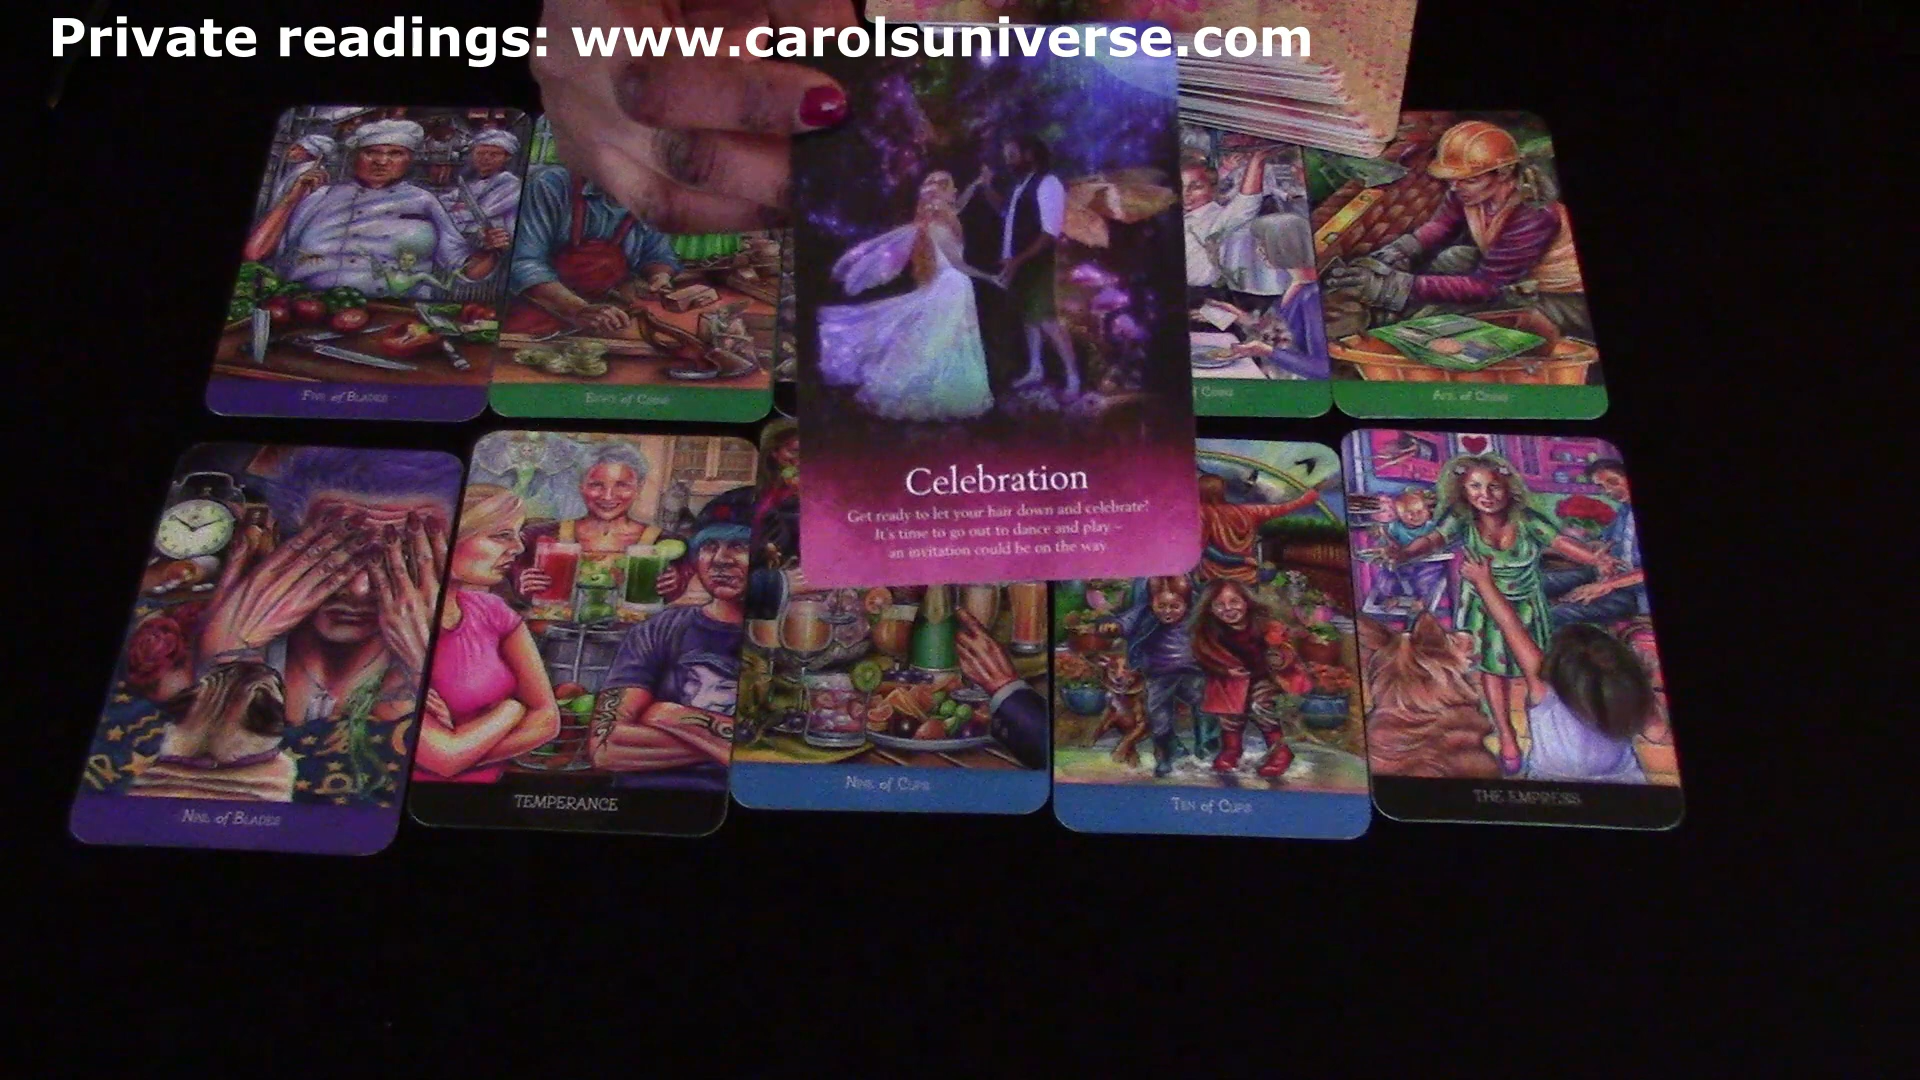 Private readings: www.carolsuniverse.com
Celebration
Get ready to let your hair down and celebrate!
It's time to go out to dance and play –
an invitation could be on the way
Five of Blades
Eight of Coins
Coins
Ace of Coins
Nine of Blades
TEMPERANCE
Nine of Cups
Ten of Cups
THE EMPRESS